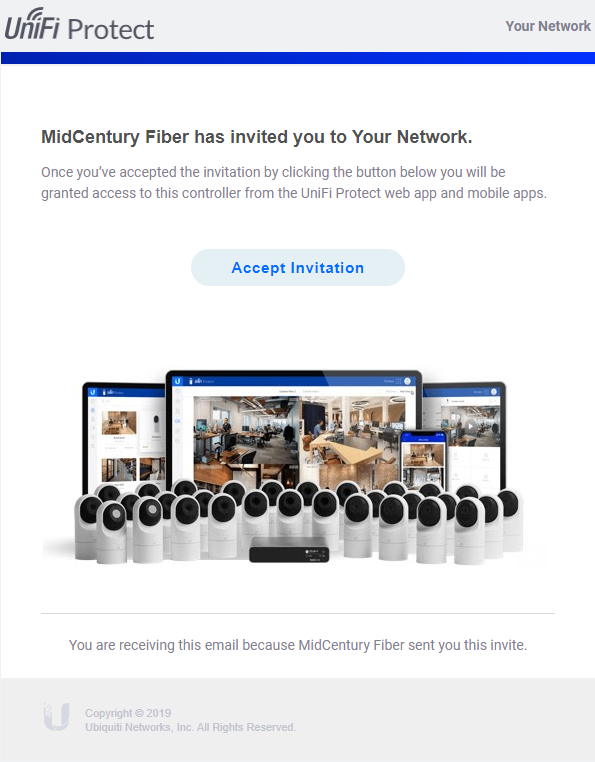 UniFi Protect
Your Network
MidCentury Fiber has invited you to Your Network.
Once you've accepted the invitation by clicking the button below you will be
granted access to this controller from the UniFi Protect web app and mobile apps.
Accept Invitation
UniFi Protect
You are receiving this email because MidCentury Fiber sent you this invite.
Copyright © 2019
Ubiquiti Networks, Inc. All Rights Reserved.